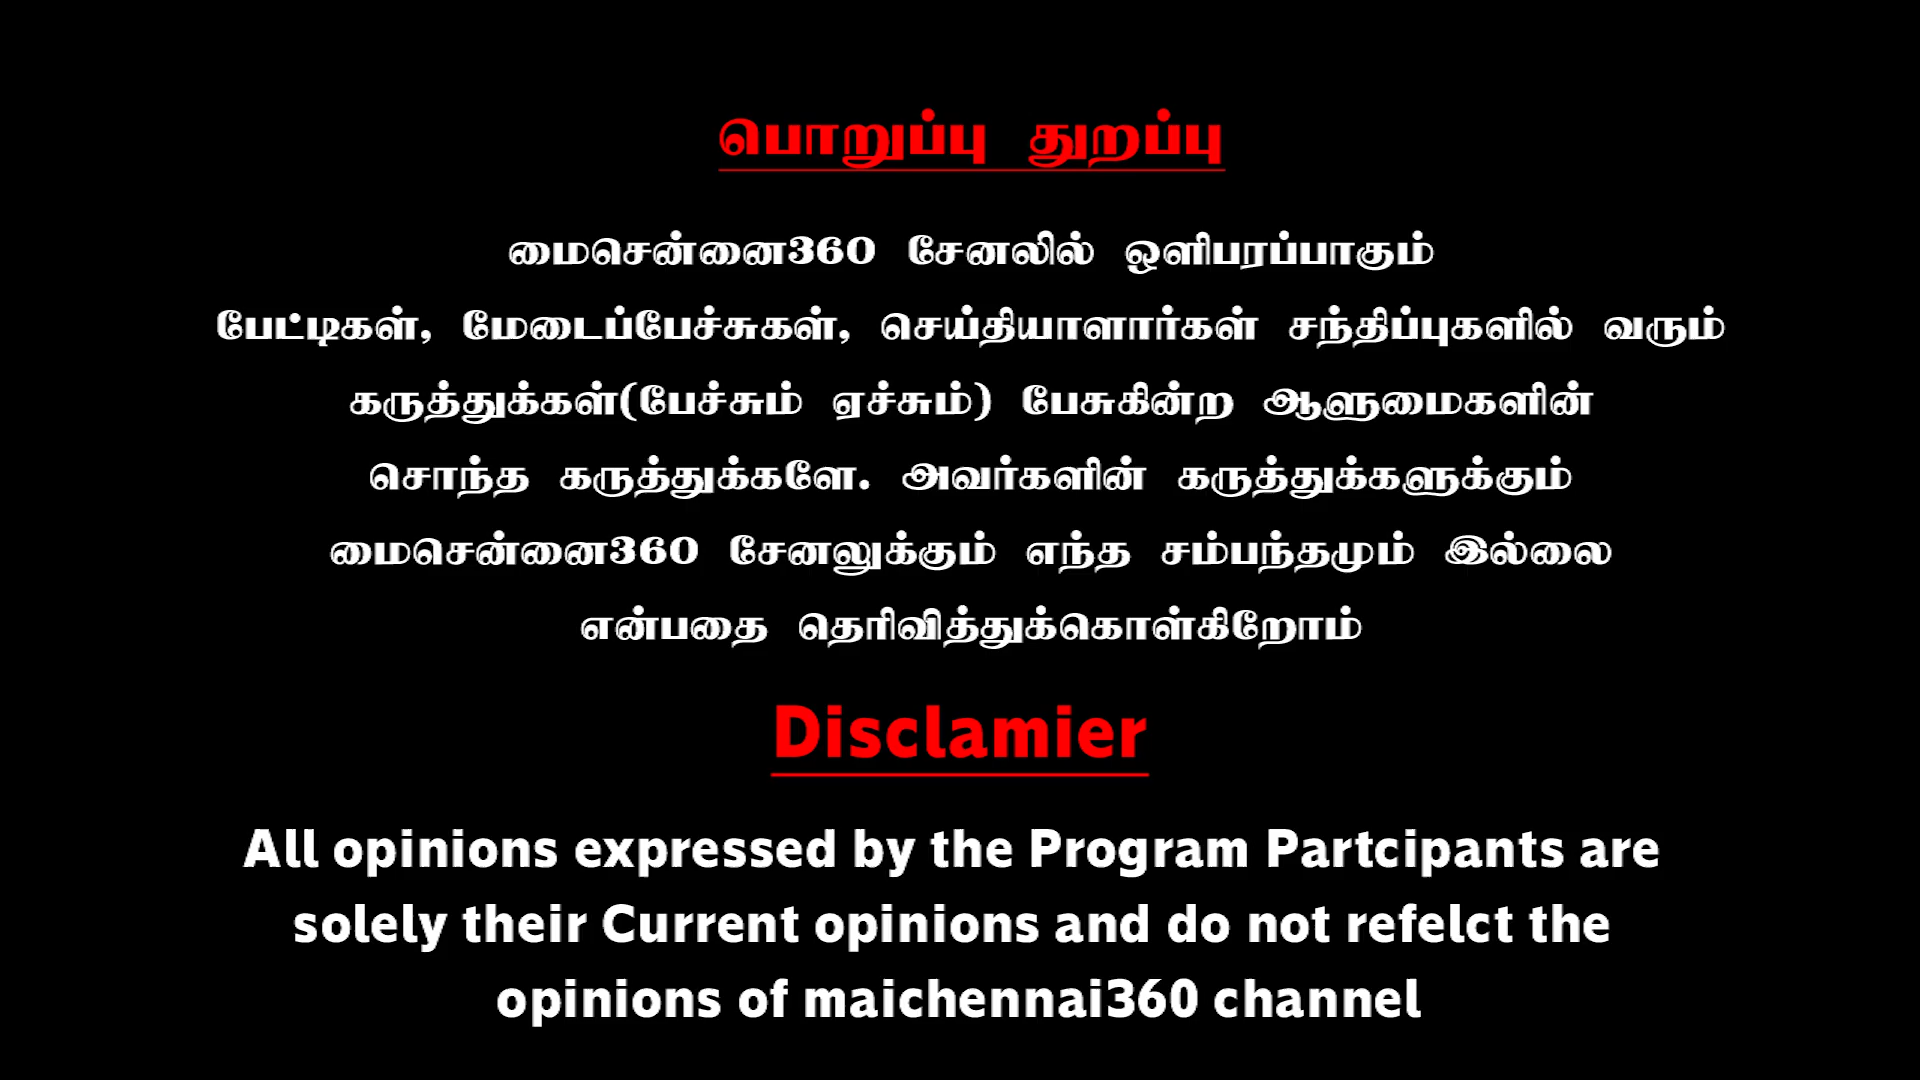 பொறுப்பு துறப்பு
மைசென்னை360 சேனலில் ஒளிபரப்பாகும்
பேட்டிகள், மேடைப்பேச்சுகள், செய்தியாளார்கள் சந்திப்புகளில் வரும்
கருத்துக்கள்(பேச்சும் ஏச்சும்) பேசுகின்ற ஆளுமைகளின்
சொந்த கருத்துக்களே. அவர்களின் கருத்துக்களுக்கும்
மைசென்னை360 சேனலுக்கும் எந்த சம்பந்தமும் இல்லை
என்பதை தெரிவித்துக்கொள்கிறோம்
Disclamier
All opinions expressed by the Program Partcipants are
solely their Current opinions and do not refelct the
opinions of maichennai360 channel